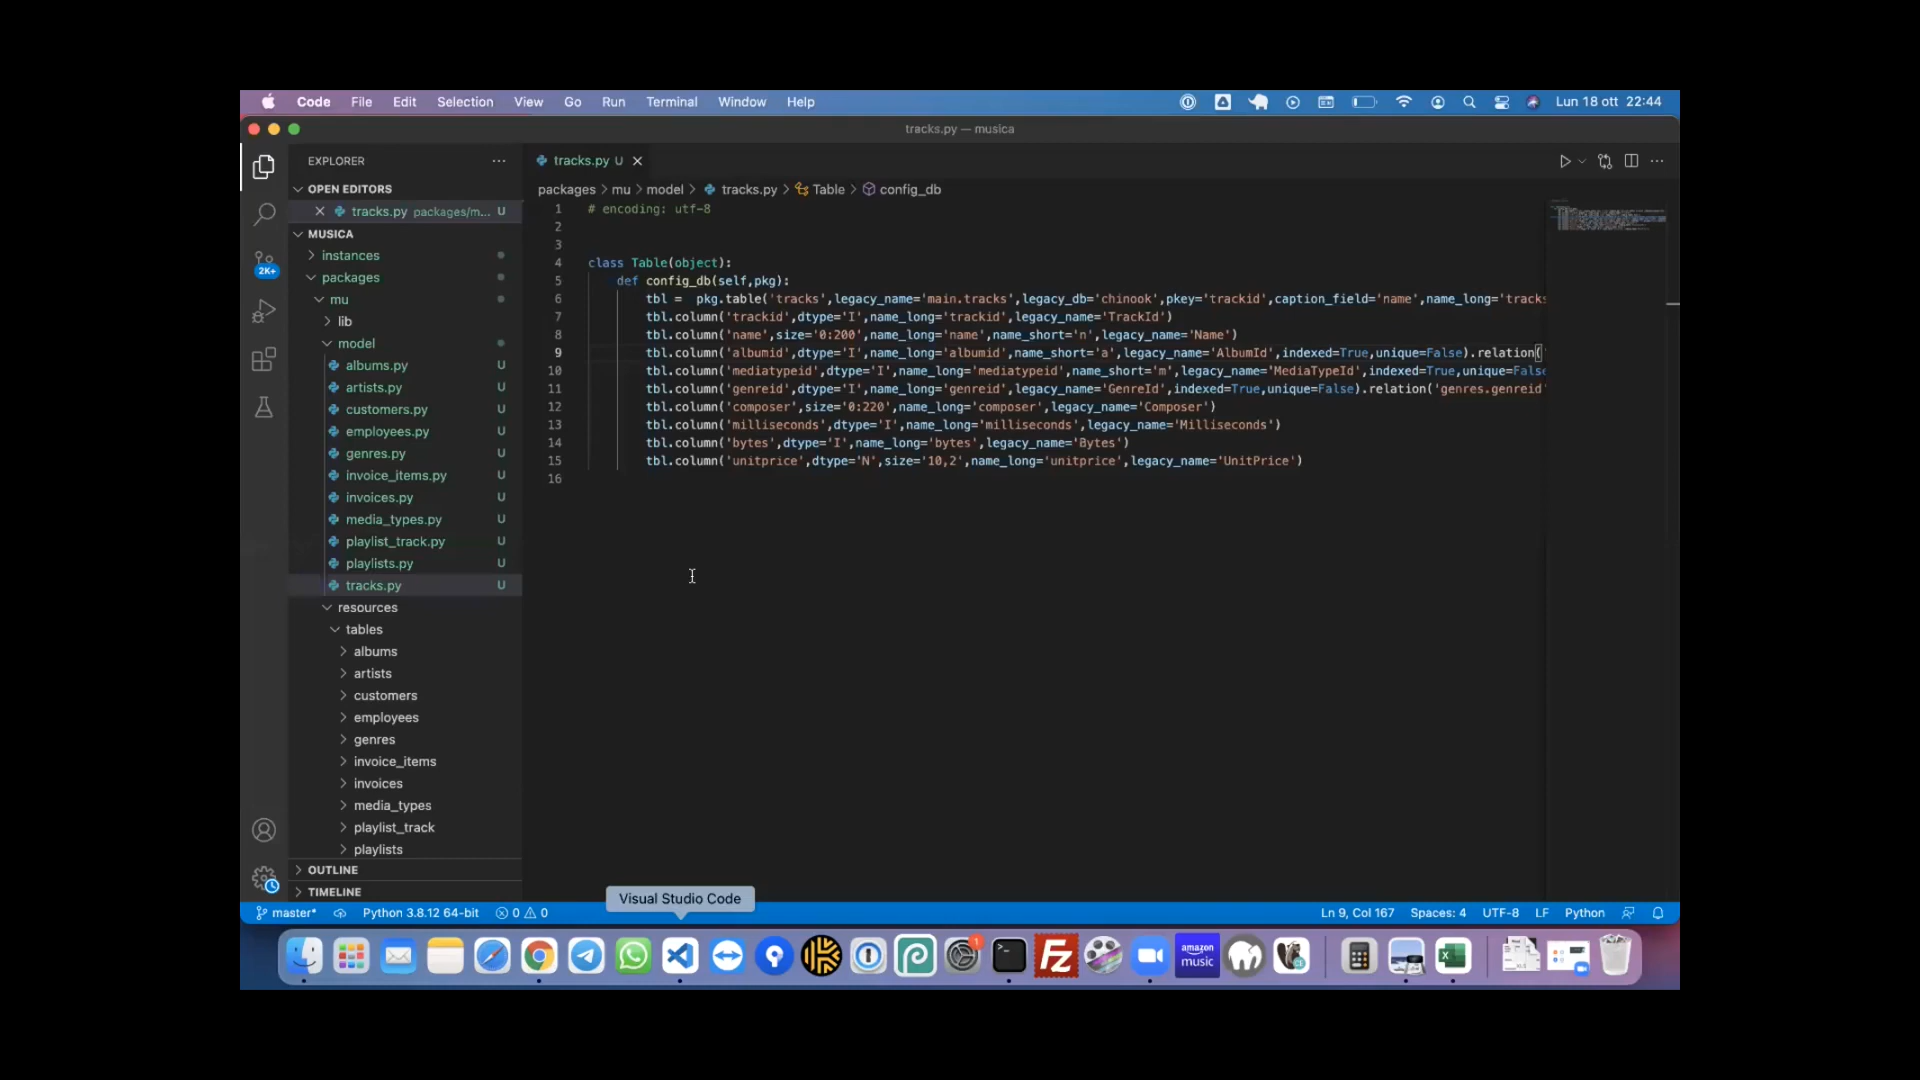 Code File Edit Selection View Go Run Terminal Window Help Lun 18 ott 22:44
tracks.py — musica
EXPLORER
OPEN EDITORS
tracks.py packages/m... U
MUSICA
instances
packages
mu
lib
model
albums.py U
artists.py U
customers.py U
employees.py U
genres.py U
invoice_items.py U
invoices.py U
media_types.py U
playlist_track.py U
playlists.py U
tracks.py U
resources
tables
albums
artists
customers
employees
genres
invoice_items
invoices
media_types
playlist_track
playlists
OUTLINE
TIMELINE
2K+
tracks.py U
packages > mu > model > tracks.py > Table > config_db
1 # encoding: utf-8
2
3
4 class Table(object):
5 def config_db(self,pkg):
6 tbl = pkg.table('tracks',legacy_name='main.tracks',legacy_db='chinook',pkey='trackid',caption_field='name',name_long='tracks
7 tbl.column('trackid',dtype='I',name_long='trackid',legacy_name='TrackId')
8 tbl.column('name',size='0:200',name_long='name',name_short='n',legacy_name='Name')
9 tbl.column('albumid',dtype='I',name_long='albumid',name_short='a',legacy_name='AlbumId',indexed=True,unique=False).relation(
10 tbl.column('mediatypeid',dtype='I',name_long='mediatypeid',name_short='m',legacy_name='MediaTypeId',indexed=True,unique=False
11 tbl.column('genreid',dtype='I',name_long='genreid',legacy_name='GenreId',indexed=True,unique=False).relation('genres.genreid'
12 tbl.column('composer',size='0:220',name_long='composer',legacy_name='Composer')
13 tbl.column('milliseconds',dtype='I',name_long='milliseconds',legacy_name='Milliseconds')
14 tbl.column('bytes',dtype='I',name_long='bytes',legacy_name='Bytes')
15 tbl.column('unitprice',dtype='N',size='10,2',name_long='unitprice',legacy_name='UnitPrice')
16
Visual Studio Code
master* Python 3.8.12 64-bit 0 0 Ln 9, Col 167 Spaces: 4 UTF-8 LF Python
1
amazon
music